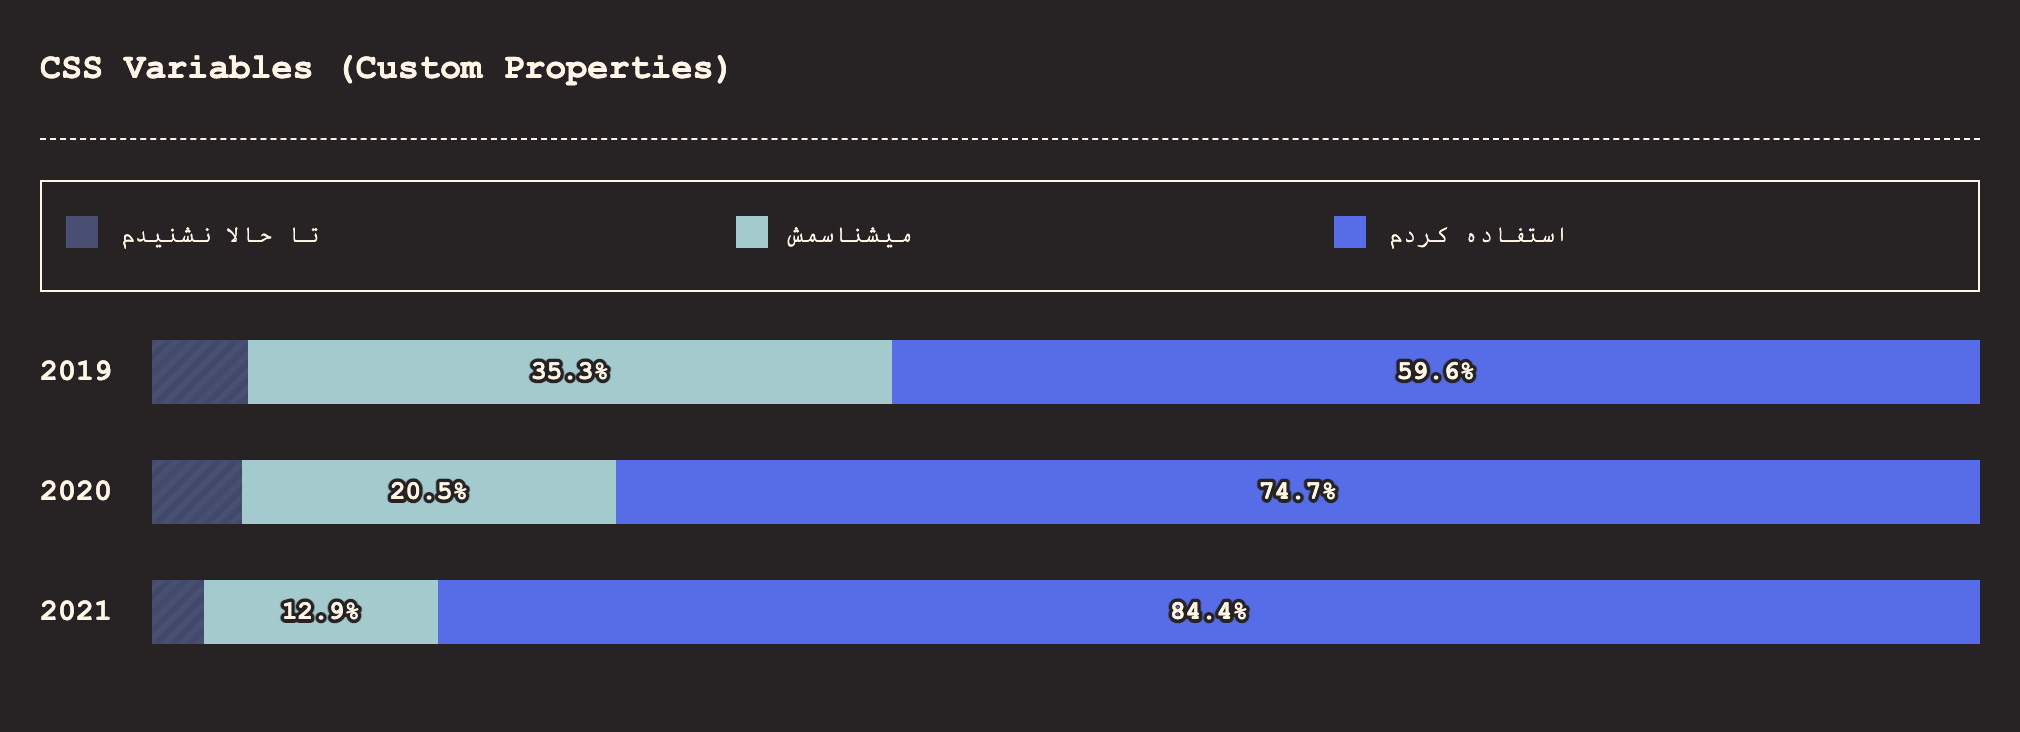 CSS Variables (Custom Properties)
تا حالا نشنیدم
میشناسمش
استفاده کردم
2019 35.3% 59.6%
2020 20.5% 74.7%
2021 12.9% 84.4%